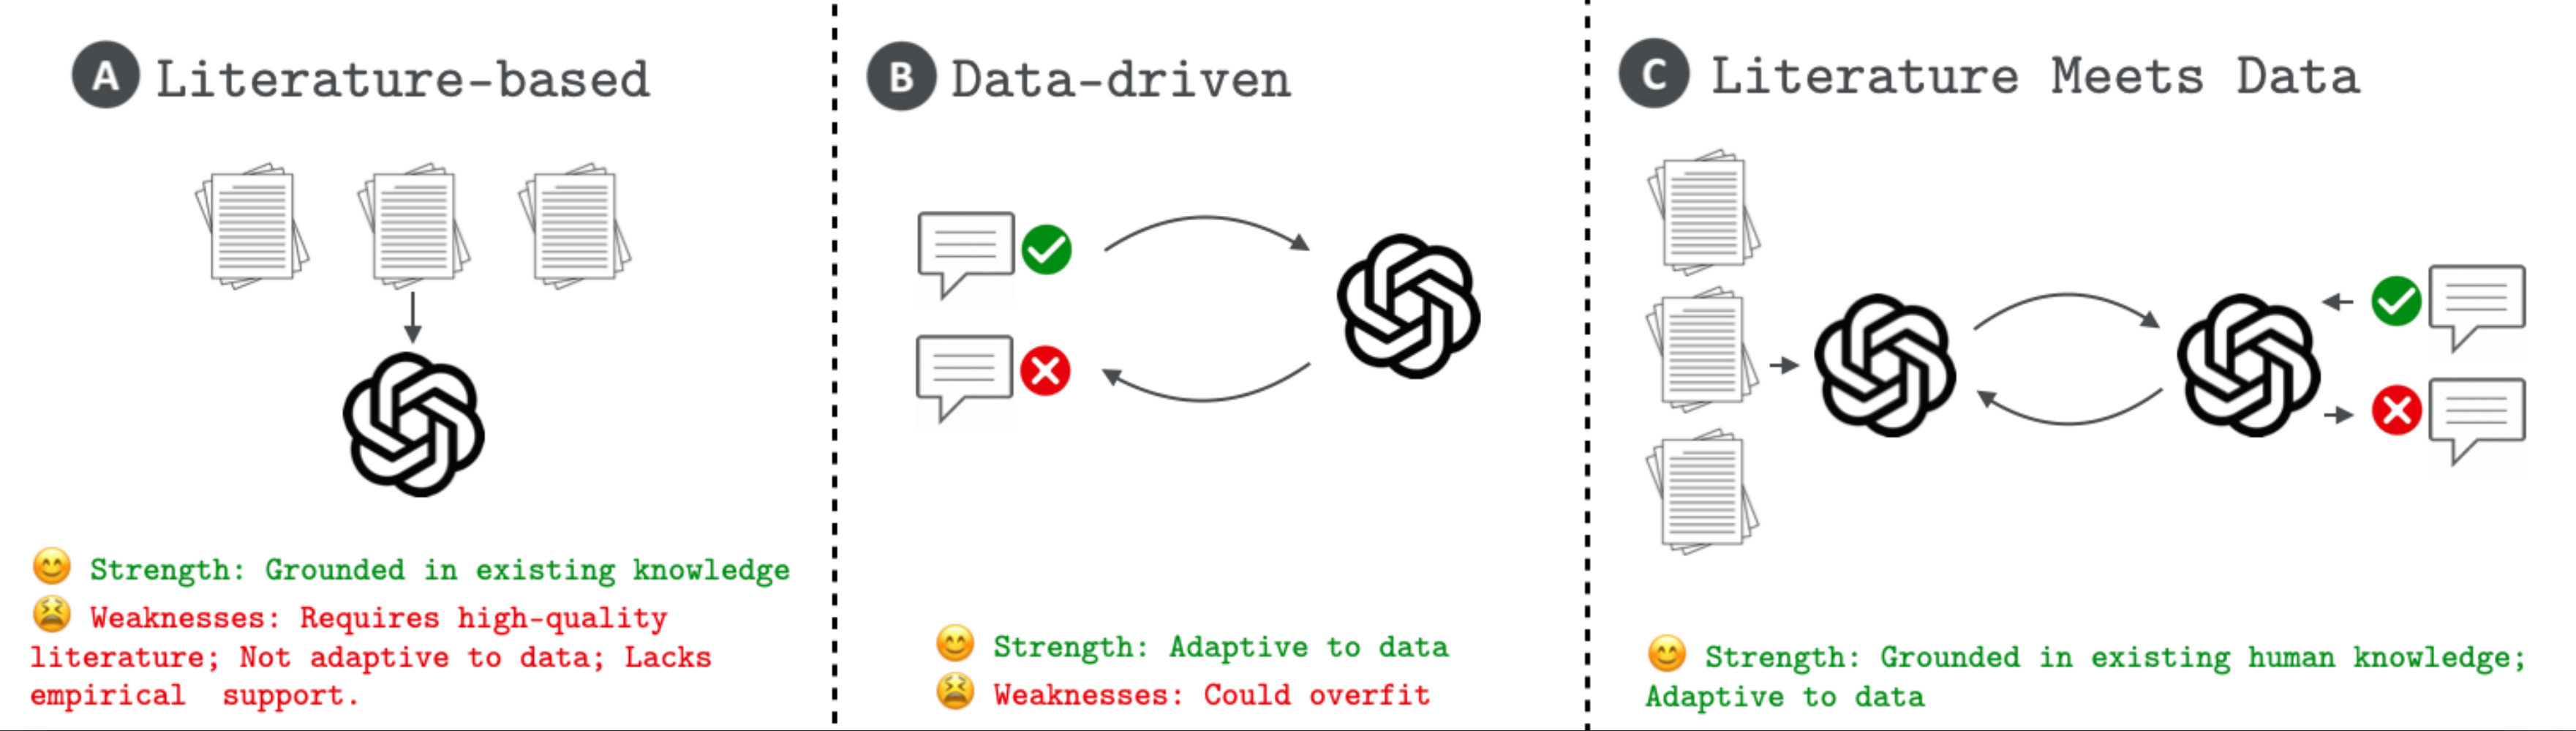 A Literature-based
😊 Strength: Grounded in existing knowledge
😫 Weaknesses: Requires high-quality
literature; Not adaptive to data; Lacks
empirical support.
B Data-driven
😊 Strength: Adaptive to data
😫 Weaknesses: Could overfit
C Literature Meets Data
😊 Strength: Grounded in existing human knowledge;
Adaptive to data